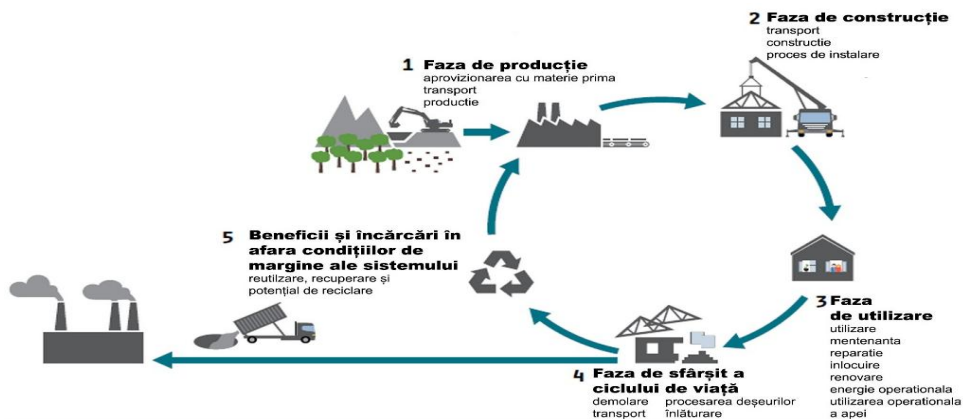 1 Faza de producție
aprovizionarea cu materie prima
transport
productie
2 Faza de construcție
transport
constructie
proces de instalare
3 Faza
de utilizare
utilizare
mentenanta
reparatie
inlocuire
renovare
energie operationala
utilizarea operationala
a apei
4 Faza de sfârșit a
ciclului de viață
demolare procesarea deșeurilor
transport înlăturare
5 Beneficii și încărcări în
afara condițiilor de
margine ale sistemului
reutilzare, recuperare și
potențial de reciclare